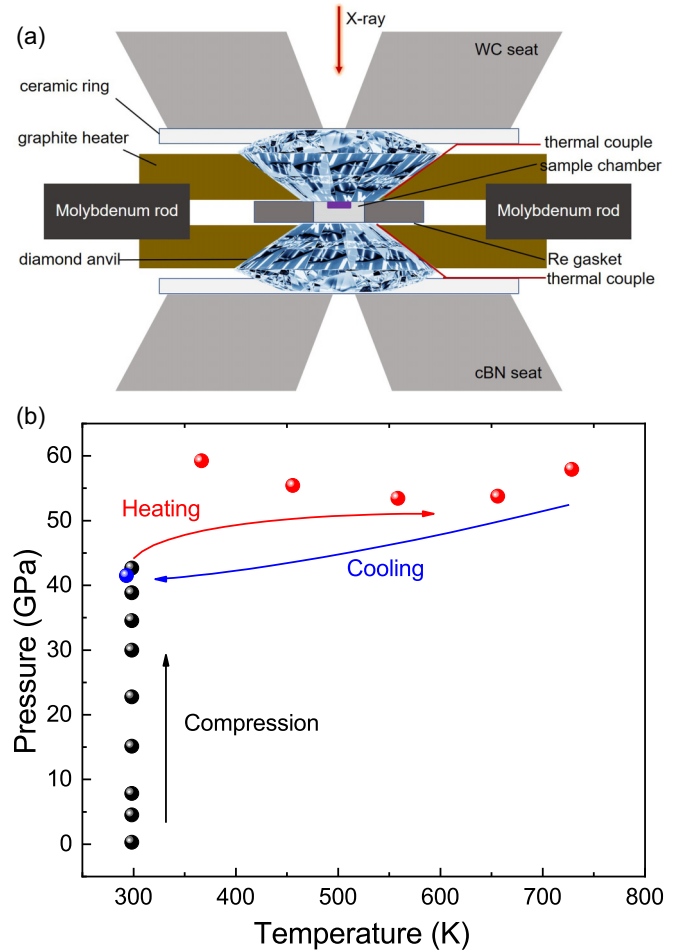 (a)
X-ray
WC seat
ceramic ring
graphite heater
thermal couple
sample chamber
Molybdenum rod
Molybdenum rod
diamond anvil
Re gasket
thermal couple
cBN seat
(b)
60
50
40
30
20
10
0
Pressure (GPa)
Heating
Cooling
Compression
300 400 500 600 700 800
Temperature (K)